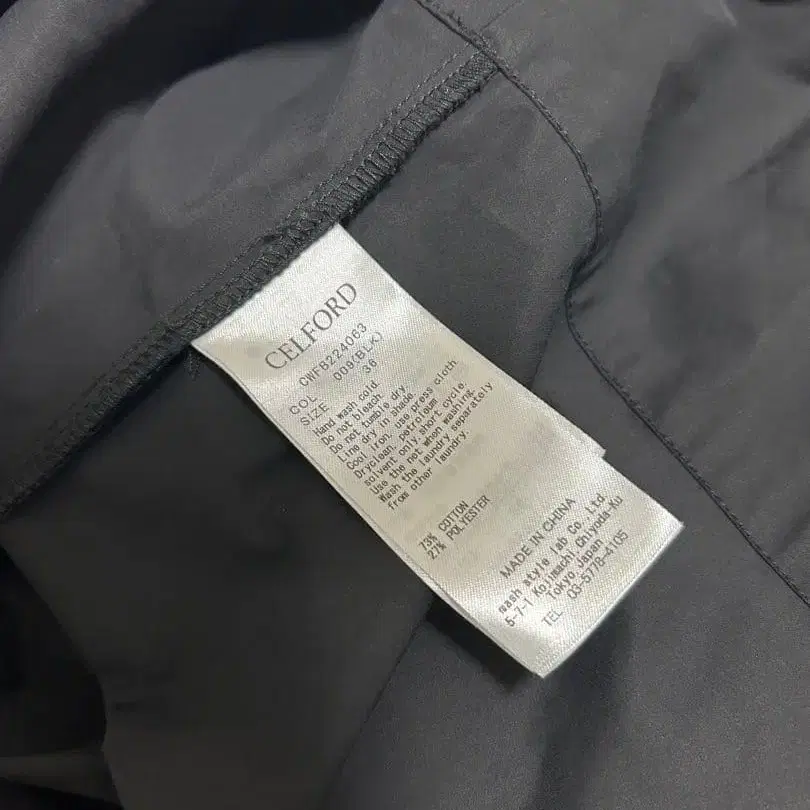 CELFORD
CWFB224063
COL 009(BLK)
SIZE 36
Hand wash cold.
Do not bleach.
Do not tumble dry.
Line dry in shade.
Cool iron, use press cloth.
Dryclean, petroleum
solvent only, short cycle.
Use the net when washing.
Wash the laundry separately
from other laundry.
73% COTTON
27% POLYESTER
MADE IN CHINA
mash style lab Co. Ltd.
5-7-1 Kojimachi, Chiyoda-Ku
Tokyo Japan
TEL 03-5778-4105